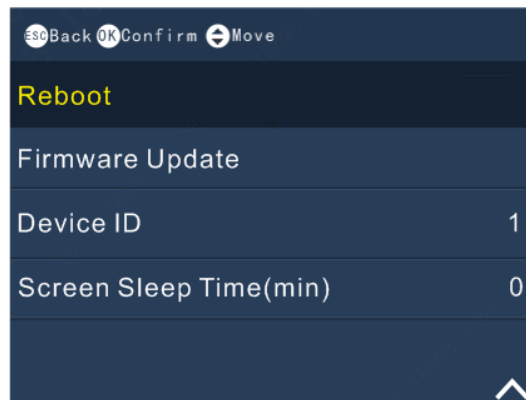 ESC Back OK Confirm Move
Reboot
Firmware Update
Device ID 1
Screen Sleep Time(min) 0